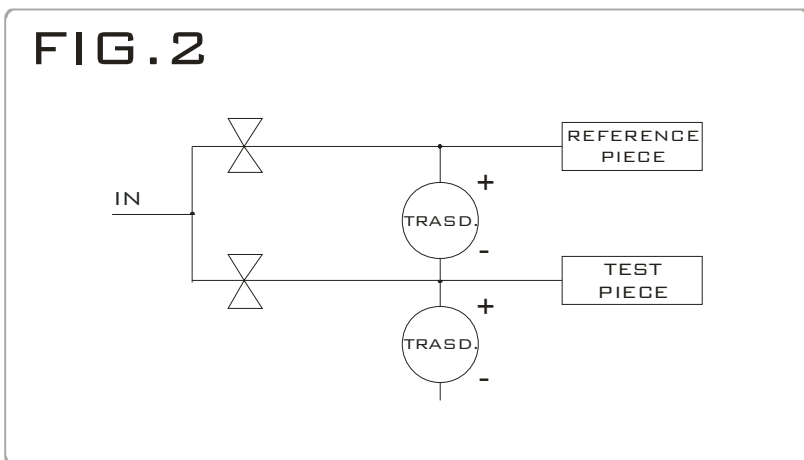 FIG.2
IN
REFERENCE
PIECE
+
TRASD.
-
TEST
PIECE
+
TRASD.
-